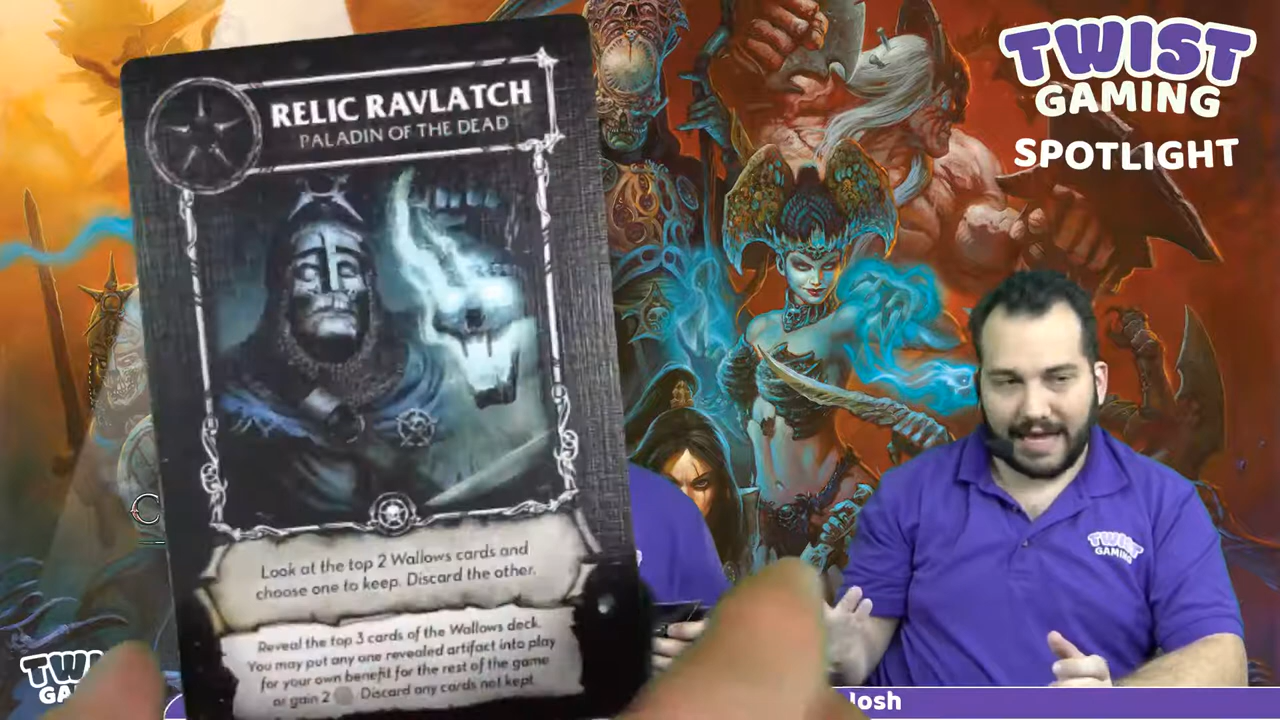 RELIC RAVLATCH
PALADIN OF THE DEAD
Look at the top 2 Wallows cards and
choose one to keep. Discard the other.
Reveal the top 3 cards of the Wallows deck.
You may put any one revealed artifact into play
for your own benefit for the rest of the game
or gain 2 . Discard any cards not kept
TWIST
GAMING
SPOTLIGHT
TWIST
GAMING
TWI
GA
Josh